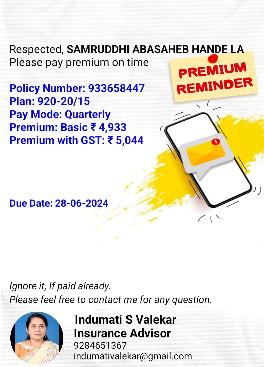 Respected, SAMRUDDHI ABASAHEB HANDE LA
Please pay premium on time
PREMIUM
REMINDER
Policy Number: 933658447
Plan: 920-20/15
Pay Mode: Quarterly
Premium: Basic ₹ 4,933
Premium with GST: ₹ 5,044
Due Date: 28-06-2024
Ignore it, If paid already.
Please feel free to contact me for any question.
Indumati S Valekar
Insurance Advisor
9284651367
indumativalekar@gmail.com